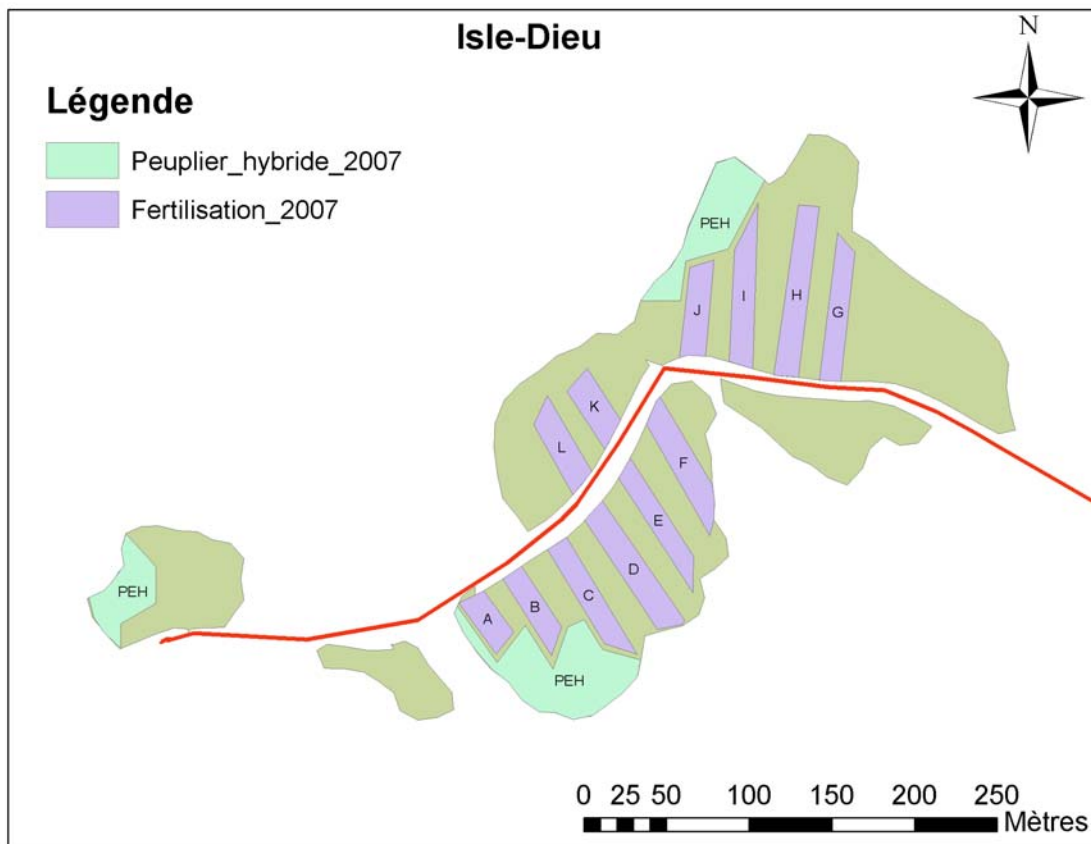 Isle-Dieu
N
Légende
Peuplier_hybride_2007
Fertilisation_2007
PEH
J
I
H
G
K
L
F
E
D
PEH
C
B
A
PEH
0 25 50 100 150 200 250
Mètres